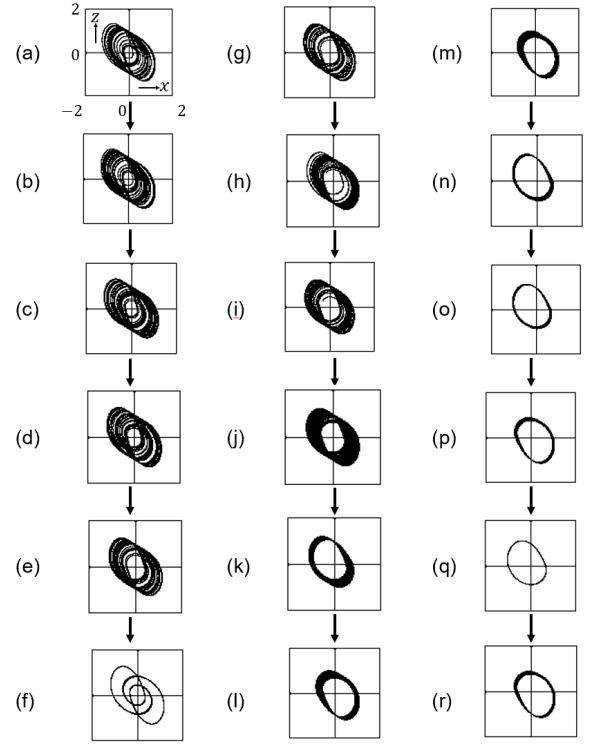 (a)
2
z
0
x
−2
0
2
(b)
(c)
(d)
(e)
(f)
(g)
(h)
(i)
(j)
(k)
(l)
(m)
(n)
(o)
(p)
(q)
(r)